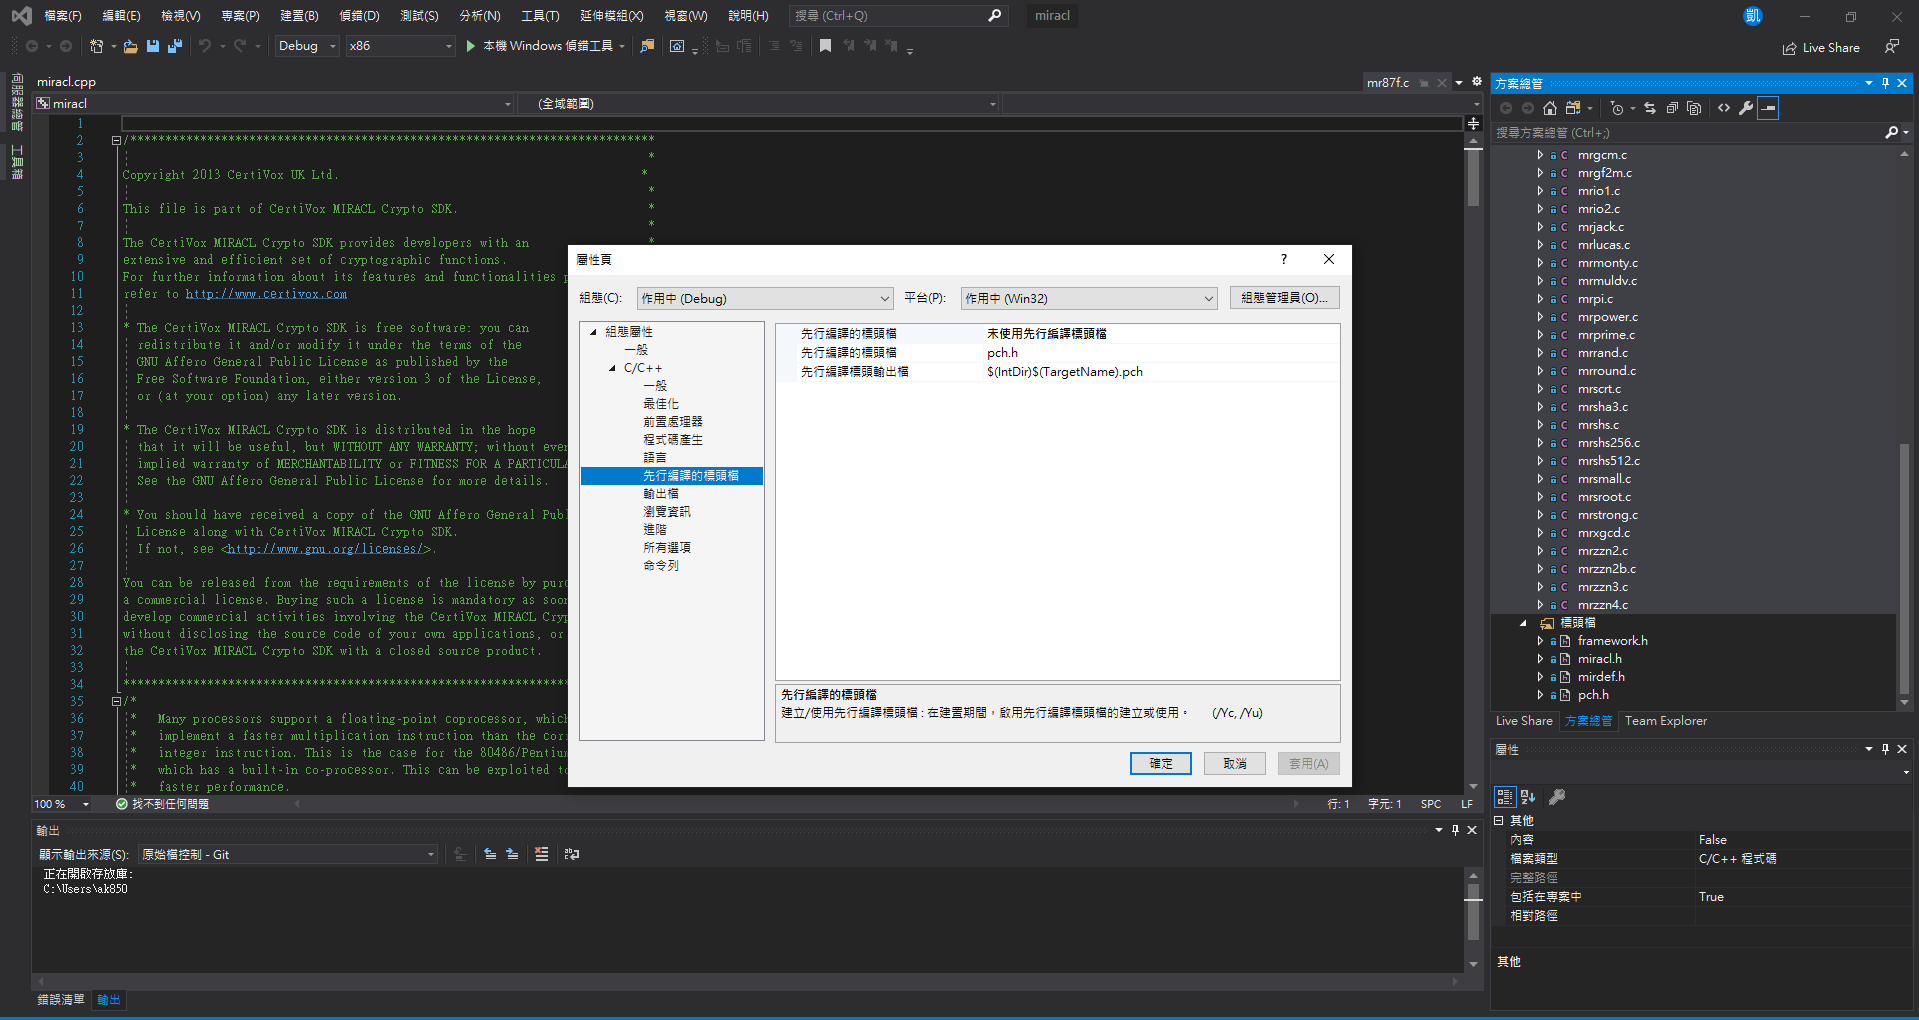 檔案(F) 編輯(E) 檢視(V) 專案(P) 建置(B) 偵錯(D) 測試(S) 分析(N) 工具(T) 延伸模組(X) 視窗(W) 說明(H) 搜尋 (Ctrl+Q) miracl 凱
Debug x86 本機 Windows 偵錯工具 Live Share
伺服器總管
工具箱
miracl.cpp mr87f.c
miracl (全域範圍)
1
2 /***************************************************************************
3 *
4 Copyright 2013 CertiVox UK Ltd. *
5 *
6 This file is part of CertiVox MIRACL Crypto SDK. *
7 *
8 The CertiVox MIRACL Crypto SDK provides developers with an *
9 extensive and efficient set of cryptographic functions.
10 For further information about its features and functionalities p
11 refer to http://www.certivox.com
12
13 * The CertiVox MIRACL Crypto SDK is free software: you can
14 redistribute it and/or modify it under the terms of the
15 GNU Affero General Public License as published by the
16 Free Software Foundation, either version 3 of the License,
17 or (at your option) any later version.
18
19 * The CertiVox MIRACL Crypto SDK is distributed in the hope
20 that it will be useful, but WITHOUT ANY WARRANTY; without even
21 implied warranty of MERCHANTABILITY or FITNESS FOR A PARTICULA
22 See the GNU Affero General Public License for more details.
23
24 * You should have received a copy of the GNU Affero General Publ
25 License along with CertiVox MIRACL Crypto SDK.
26 If not, see <http://www.gnu.org/licenses/>.
27
28 You can be released from the requirements of the license by purc
29 a commercial license. Buying such a license is mandatory as soon
30 develop commercial activities involving the CertiVox MIRACL Cryp
31 without disclosing the source code of your own applications, or
32 the CertiVox MIRACL Crypto SDK with a closed source product.
33
34 ****************************************************************
35 /*
36 * Many processors support a floating-point coprocessor, which
37 * implement a faster multiplication instruction than the corr
38 * integer instruction. This is the case for the 80486/Pentium
39 * which has a built-in co-processor. This can be exploited to
40 * faster performance.
100 % 找不到任何問題 行: 1 字元: 1 SPC LF
屬性頁 ?
組態(C): 作用中 (Debug) 平台(P): 作用中 (Win32) 組態管理員(O)...
組態屬性
一般
C/C++
一般
最佳化
前置處理器
程式碼產生
語言
先行編譯的標頭檔
輸出檔
瀏覽資訊
進階
所有選項
命令列
先行編譯的標頭檔 未使用先行編譯標頭檔
先行編譯的標頭檔 pch.h
先行編譯標頭輸出檔 $(IntDir)$(TargetName).pch
先行編譯的標頭檔
建立/使用先行編譯標頭檔 : 在建置期間，啟用先行編譯標頭檔的建立或使用。 (/Yc, /Yu)
確定 取消 套用(A)
輸出
顯示輸出來源(S): 原始檔控制 - Git
正在開啟存放庫:
C:\Users\ak850
錯誤清單 輸出
方案總管
搜尋方案總管 (Ctrl+;)
mrgcm.c
mrgf2m.c
mrio1.c
mrio2.c
mrjack.c
mrlucas.c
mrmonty.c
mrmuldv.c
mrpi.c
mrpower.c
mrprime.c
mrrand.c
mrround.c
mrscrt.c
mrsha3.c
mrshs.c
mrshs256.c
mrshs512.c
mrsmall.c
mrsroot.c
mrstrong.c
mrxgcd.c
mrzzn2.c
mrzzn2b.c
mrzzn3.c
mrzzn4.c
標頭檔
framework.h
miracl.h
mirdef.h
pch.h
Live Share 方案總管 Team Explorer
屬性
其他
內容 False
檔案類型 C/C++ 程式碼
完整路徑
包括在專案中 True
相對路徑
其他